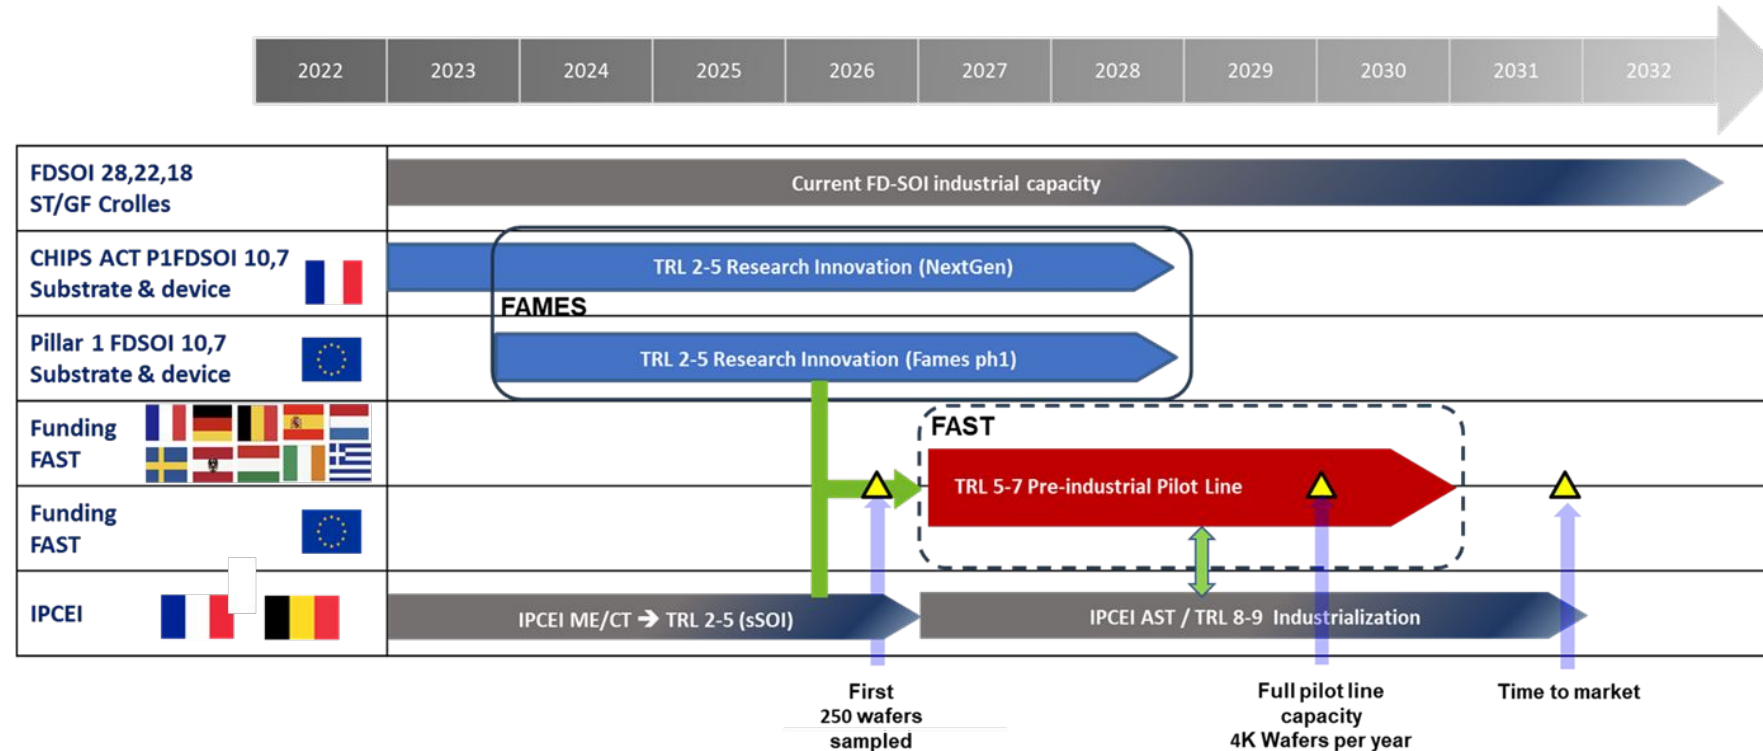 2022 2023 2024 2025 2026 2027 2028 2029 2030 2031 2032
FDSOI 28,22,18
ST/GF Crolles
Current FD-SOI industrial capacity
CHIPS ACT P1FDSOI 10,7
Substrate & device
TRL 2-5 Research Innovation (NextGen)
FAMES
Pillar 1 FDSOI 10,7
Substrate & device
TRL 2-5 Research Innovation (Fames ph1)
Funding
FAST
FAST
TRL 5-7 Pre-industrial Pilot Line
Funding
FAST
IPCEI
IPCEI ME/CT ➔ TRL 2-5 (sSOI)
IPCEI AST / TRL 8-9 Industrialization
First
250 wafers
sampled
Full pilot line
capacity
4K Wafers per year
Time to market